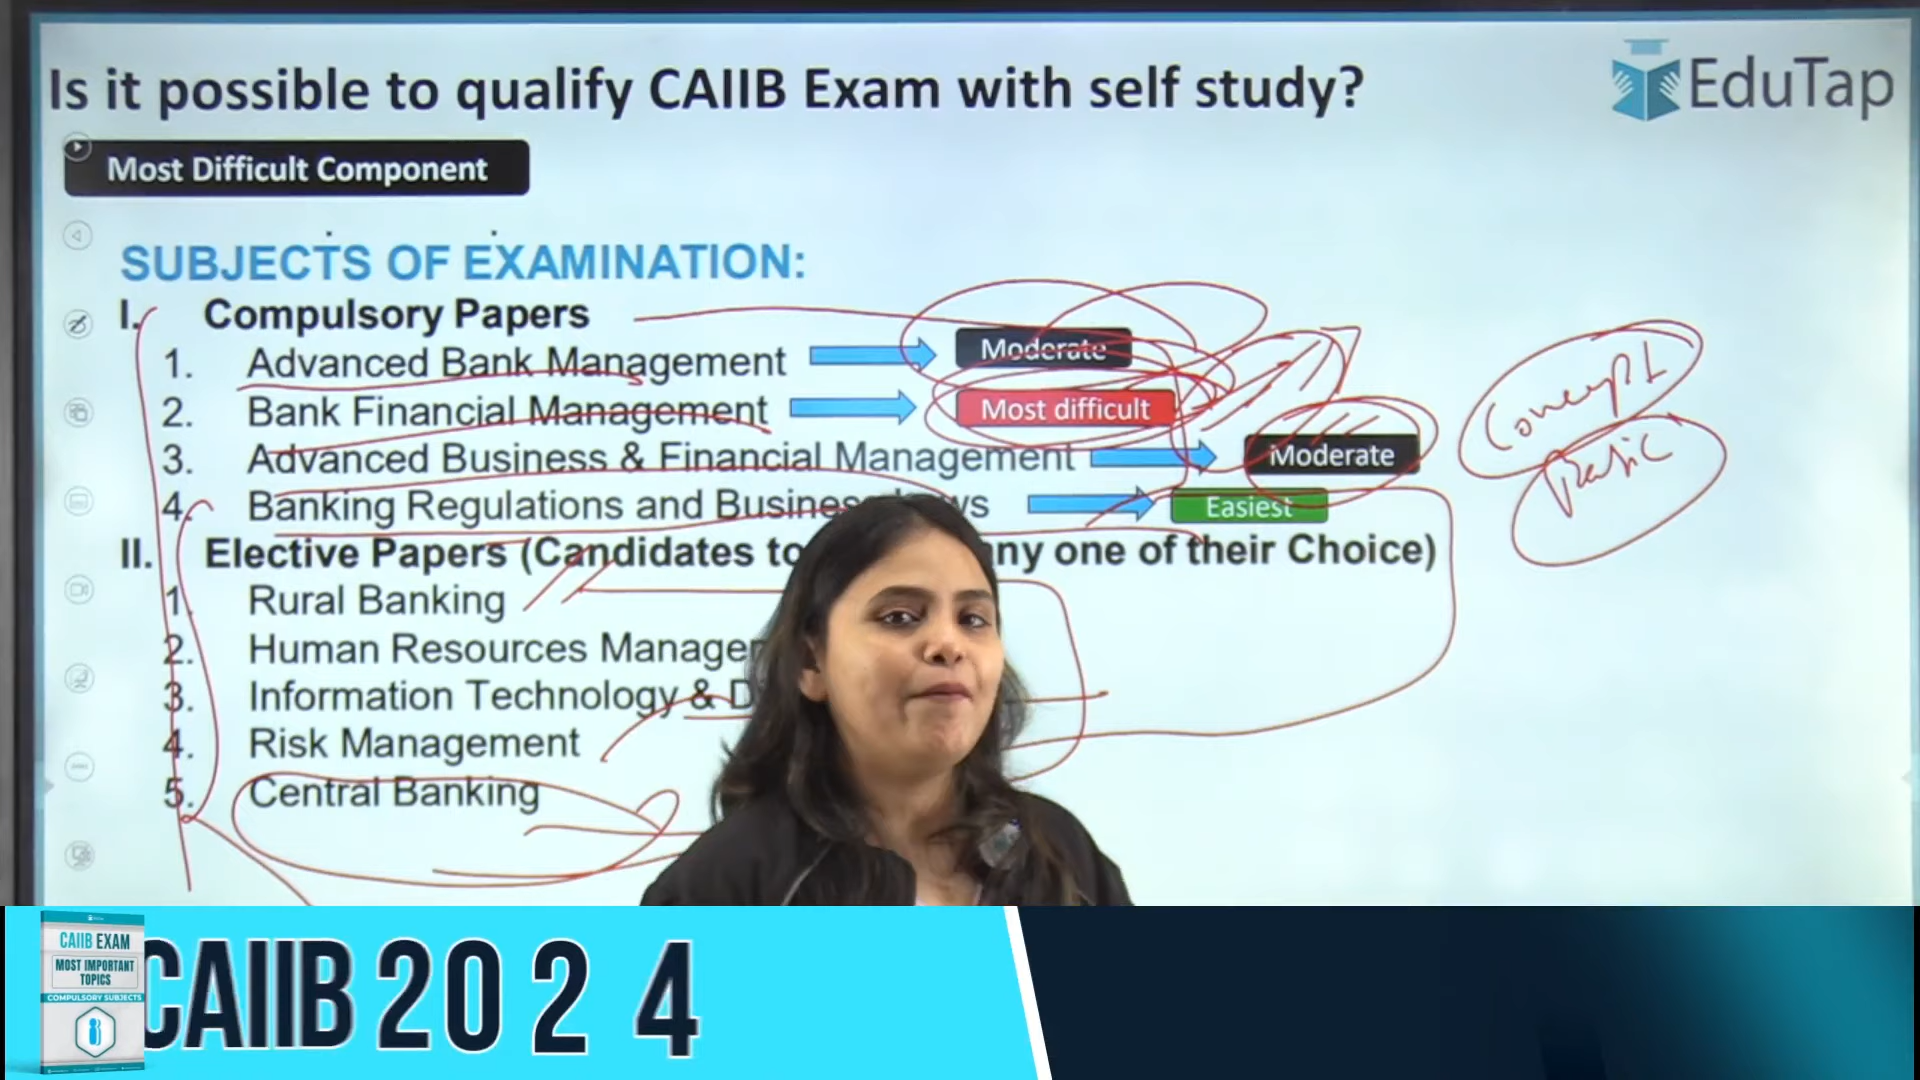 Is it possible to qualify CAIIB Exam with self study?
EduTap
Most Difficult Component
SUBJECTS OF EXAMINATION:
I. Compulsory Papers
1. Advanced Bank Management
Moderate
2. Bank Financial Management
Most difficult
3. Advanced Business & Financial Management
Moderate
4. Banking Regulations and Business
Easiest
Concept
Basic
II. Elective Papers (Candidates to any one of their Choice)
1. Rural Banking
2. Human Resources
3. Information Technology &
4. Risk Management
5. Central Banking
CAIIB EXAM
MOST IMPORTANT
TOPICS
COMPULSORY SUBJECTS
CAIIB 2024